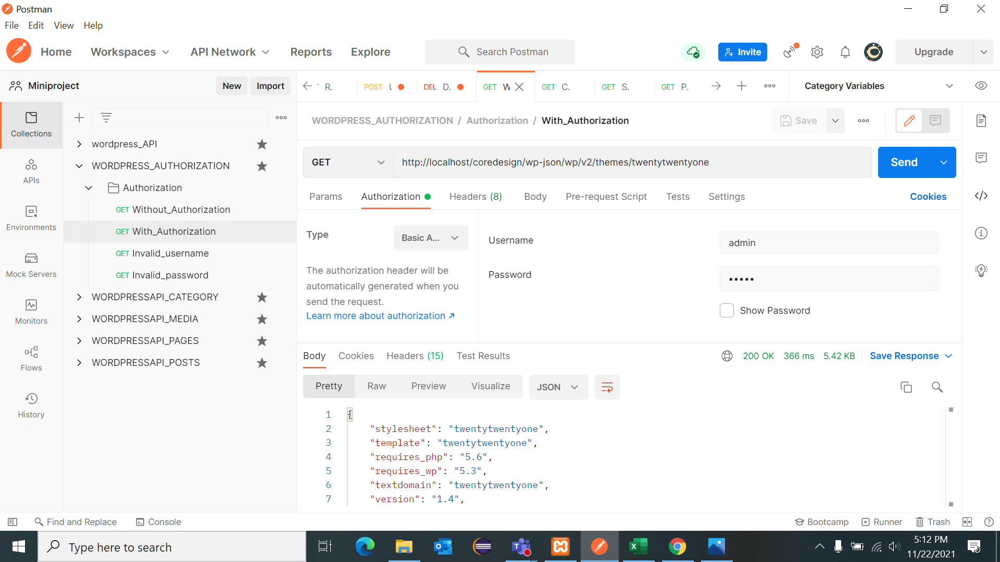 Postman
File Edit View Help
Home Workspaces API Network Reports Explore Search Postman Invite Upgrade
Miniproject New Import
R. POST DEL D. GET GET C. GET S. GET P. Category Variables
Collections
APIs
Environments
Mock Servers
Monitors
Flows
History
wordpress_API
WORDPRESS_AUTHORIZATION
Authorization
GET Without_Authorization
GET With_Authorization
GET Invalid_username
GET Invalid_password
WORDPRESSAPI_CATEGORY
WORDPRESSAPI_MEDIA
WORDPRESSAPI_PAGES
WORDPRESSAPI_POSTS
WORDPRESS_AUTHORIZATION / Authorization / With_Authorization Save
GET http://localhost/coredesign/wp-json/wp/v2/themes/twentytwentyone Send
Params Authorization Headers (8) Body Pre-request Script Tests Settings Cookies
Type Basic A...
The authorization header will be
automatically generated when you
send the request.
Learn more about authorization ↗
Username admin
Password •••••
Show Password
Body Cookies Headers (15) Test Results 200 OK 366 ms 5.42 KB Save Response
Pretty Raw Preview Visualize JSON
1 {
2 "stylesheet": "twentytwentyone",
3 "template": "twentytwentyone",
4 "requires_php": "5.6",
5 "requires_wp": "5.3",
6 "textdomain": "twentytwentyone",
7 "version": "1.4",
Find and Replace Console Bootcamp Runner Trash
Type here to search
5:12 PM
11/22/2021